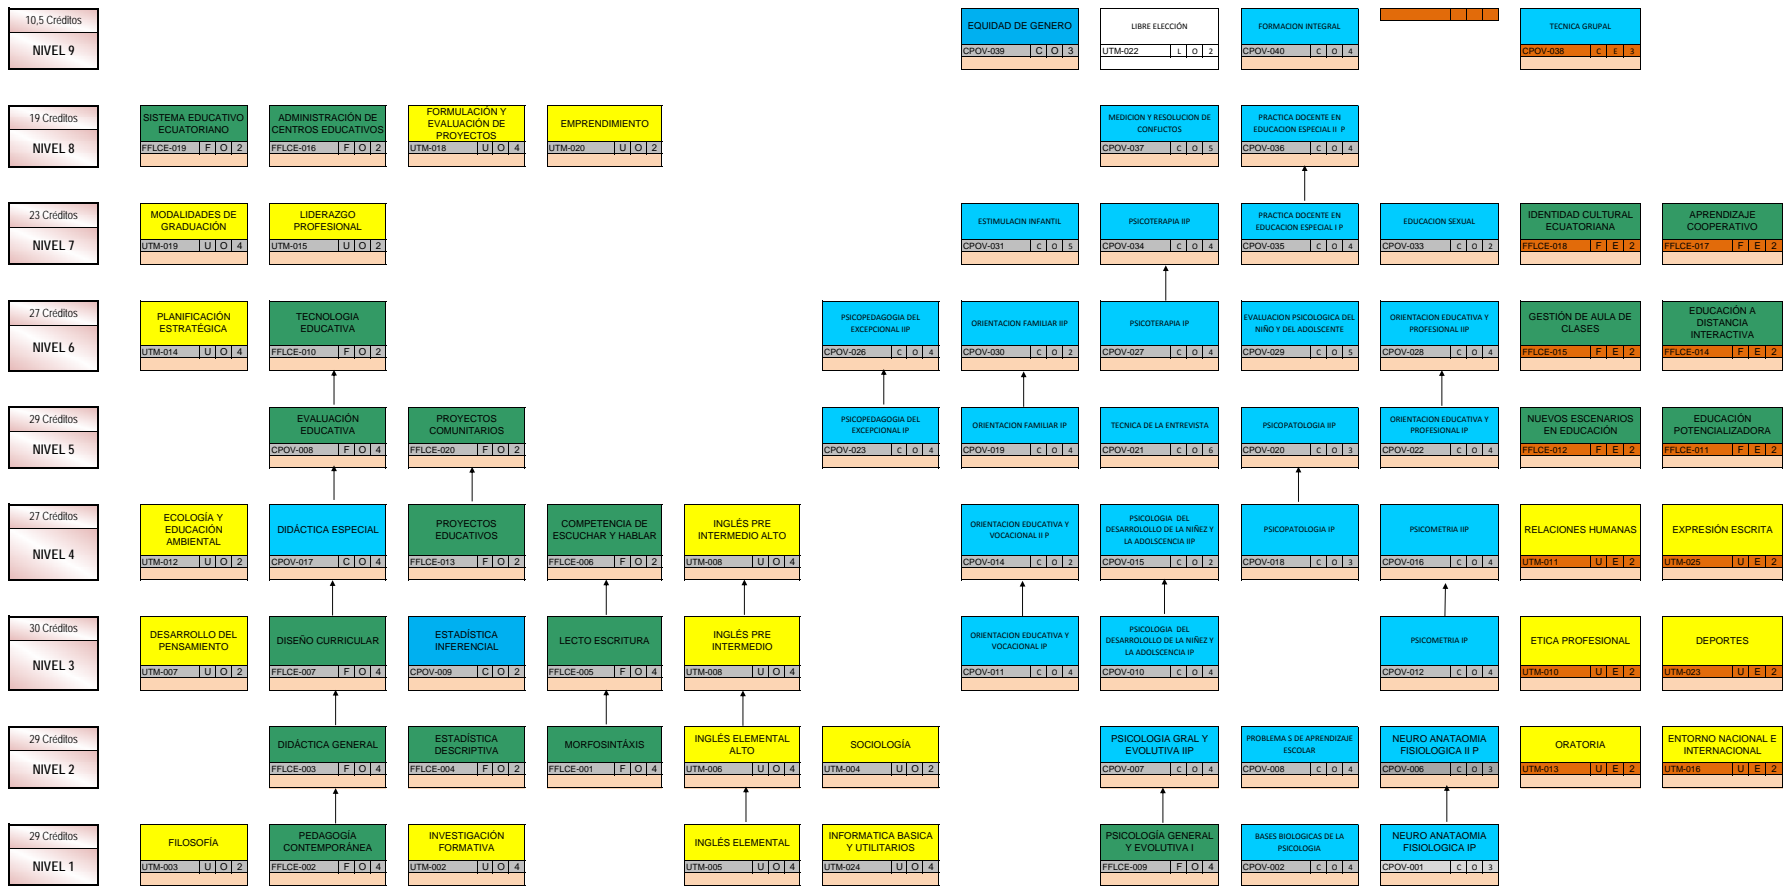 10,5 Créditos
NIVEL 9
EQUIDAD DE GENERO
CPOV-039 C O 3
LIBRE ELECCIÓN
UTM-022 L O 2
FORMACION INTEGRAL
CPOV-040 C O 4
TECNICA GRUPAL
CPOV-038 C E 3
19 Creditos
NIVEL 8
SISTEMA EDUCATIVO
ECUATORIANO
FFLCE-019 F O 2
ADMINISTRACIÓN DE
CENTROS EDUCATIVOS
FFLCE-016 F O 2
FORMULACIÓN Y
EVALUACIÓN DE
PROYECTOS
UTM-018 U O 4
EMPRENDIMIENTO
UTM-020 U O 2
MEDICION Y RESOLUCION DE
CONFLICTOS
CPOV-037 C O 5
PRACTICA DOCENTE EN
EDUCACION ESPECIAL II P
CPOV-036 C O 4
23 Créditos
NIVEL 7
MODALIDADES DE
GRADUACIÓN
UTM-019 U O 4
LIDERAZGO
PROFESIONAL
UTM-015 U O 2
ESTIMULACIN INFANTIL
CPOV-031 C O 5
PSICOTERAPIA IIP
CPOV-034 C O 4
PRACTICA DOCENTE EN
EDUCACION ESPECIAL I P
CPOV-035 C O 4
EDUCACION SEXUAL
CPOV-033 C O 2
IDENTIDAD CULTURAL
ECUATORIANA
FFLCE-018 F E 2
APRENDIZAJE
COOPERATIVO
FFLCE-017 F E 2
27 Créditos
NIVEL 6
PLANIFICACIÓN
ESTRATÉGICA
UTM-014 U O 4
TECNOLOGIA
EDUCATIVA
FFLCE-010 F O 2
PSICOPEDAGOGIA DEL
EXCEPCIONAL IIP
CPOV-026 C O 4
ORIENTACION FAMILIAR IIP
CPOV-030 C O 2
PSICOTERAPIA IP
CPOV-027 C O 4
EVALUACION PSICOLOGICA DEL
NIÑO Y DEL ADOLSCENTE
CPOV-029 C O 5
ORIENTACION EDUCATIVA Y
PROFESIONAL IIP
CPOV-028 C O 4
GESTIÓN DE AULA DE
CLASES
FFLCE-015 F E 2
EDUCACIÓN A
DISTANCIA
INTERACTIVA
FFLCE-014 F E 2
29 Créditos
NIVEL 5
EVALUACIÓN
EDUCATIVA
CPOV-008 F O 4
PROYECTOS
COMUNITARIOS
FFLCE-020 F O 2
PSICOPEDAGOGIA DEL
EXCEPCIONAL IP
CPOV-023 C O 4
ORIENTACION FAMILIAR IP
CPOV-019 C O 4
TECNICA DE LA ENTREVISTA
CPOV-021 C O 6
PSICOPATOLOGIA IIP
CPOV-020 C O 3
ORIENTACION EDUCATIVA Y
PROFESIONAL IP
CPOV-022 C O 4
NUEVOS ESCENARIOS
EN EDUCACIÓN
FFLCE-012 F E 2
EDUCACIÓN
POTENCIALIZADORA
FFLCE-011 F E 2
27 Créditos
NIVEL 4
ECOLOGÍA Y
EDUCACIÓN
AMBIENTAL
UTM-012 U O 2
DIDÁCTICA ESPECIAL
CPOV-017 C O 4
PROYECTOS
EDUCATIVOS
FFLCE-013 F O 2
COMPETENCIA DE
ESCUCHAR Y HABLAR
FFLCE-006 F O 2
INGLÉS PRE
INTERMEDIO ALTO
UTM-008 U O 4
ORIENTACION EDUCATIVA Y
VOCACIONAL II P
CPOV-014 C O 2
PSICOLOGIA DEL
DESAROLOLLO DE LA NIÑEZ Y
LA ADOLSCENCIA IIP
CPOV-015 C O 2
PSICOPATOLOGIA IP
CPOV-018 C O 3
PSICOMETRIA IIP
CPOV-016 C O 4
RELACIONES HUMANAS
UTM-011 U E 2
EXPRESIÓN ESCRITA
UTM-025 U E 2
30 Créditos
NIVEL 3
DESARROLLO DEL
PENSAMIENTO
UTM-007 U O 2
DISEÑO CURRICULAR
FFLCE-007 F O 4
ESTADÍSTICA
INFERENCIAL
CPOV-009 C O 2
LECTO ESCRITURA
FFLCE-005 F O 4
INGLÉS PRE
INTERMEDIO
UTM-008 U O 4
ORIENTACION EDUCATIVA Y
VOCACIONAL IP
CPOV-011 C O 4
PSICOLOGIA DEL
DESAROLOLLO DE LA NIÑEZ Y
LA ADOLSCENCIA IP
CPOV-010 C O 4
PSICOMETRIA IP
CPOV-012 C O 4
ETICA PROFESIONAL
UTM-010 U E 2
DEPORTES
UTM-023 U E 2
29 Créditos
NIVEL 2
DIDÁCTICA GENERAL
FFLCE-003 F O 4
ESTADÍSTICA
DESCRIPTIVA
FFLCE-004 F O 2
MORFOSINTÁXIS
FFLCE-001 F O 4
INGLÉS ELEMENTAL
ALTO
UTM-006 U O 4
SOCIOLOGÍA
UTM-004 U O 2
PSICOLOGIA GRAL Y
EVOLUTIVA IIP
CPOV-007 C O 4
PROBLEMA S DE APRENDIZAJE
ESCOLAR
CPOV-008 C O 4
NEURO ANATAOMIA
FISIOLOGICA II P
CPOV-006 C O 3
ORATORIA
UTM-013 U E 2
ENTORNO NACIONAL E
INTERNACIONAL
UTM-016 U E 2
29 Créditos
NIVEL 1
FILOSOFÍA
UTM-003 U O 2
PEDAGOGÍA
CONTEMPORÁNEA
FFLCE-002 F O 4
INVESTIGACIÓN
FORMATIVA
UTM-002 U O 4
INGLÉS ELEMENTAL
UTM-005 U O 4
INFORMATICA BASICA
Y UTILITARIOS
UTM-024 U O 4
PSICOLOGÍA GENERAL
Y EVOLUTIVA I
FFLCE-009 F O 4
BASES BIOLOGICAS DE LA
PSICOLOGIA
CPOV-002 C O 4
NEURO ANATAOMIA
FISIOLOGICA IP
CPOV-001 C O 3